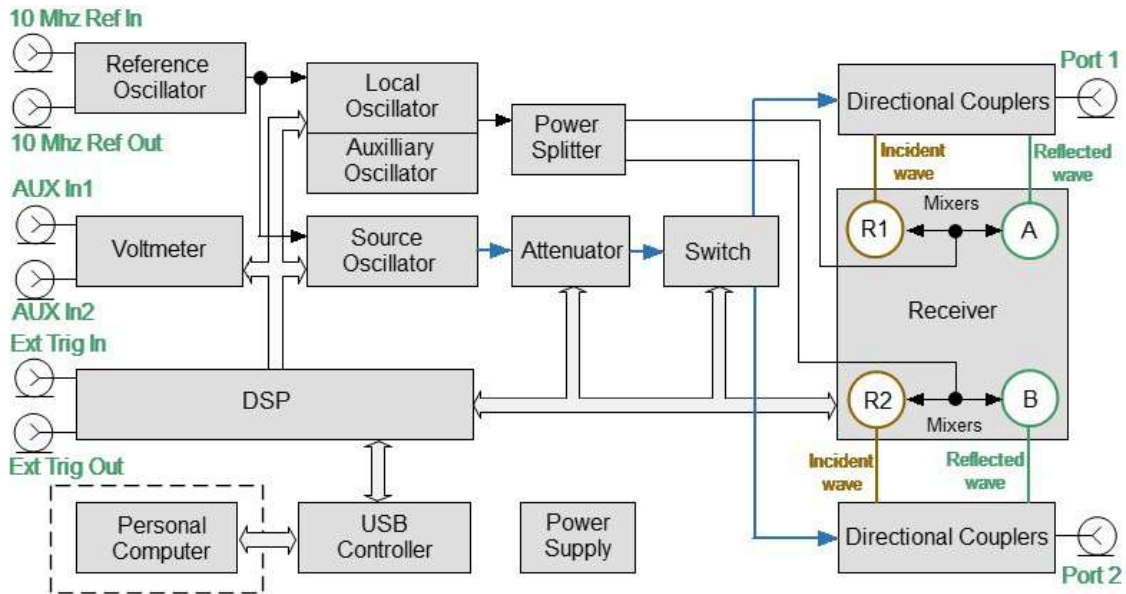 10 Mhz Ref In
Reference
Oscillator
10 Mhz Ref Out
Local
Oscillator
Auxilliary
Oscillator
Power
Splitter
Port 1
Directional Couplers
Incident
wave
Reflected
wave
AUX In1
Voltmeter
AUX In2
Source
Oscillator
Attenuator
Switch
Mixers
R1
A
Receiver
R2
B
Mixers
Ext Trig In
DSP
Ext Trig Out
Incident
wave
Reflected
wave
Personal
Computer
USB
Controller
Power
Supply
Directional Couplers
Port 2